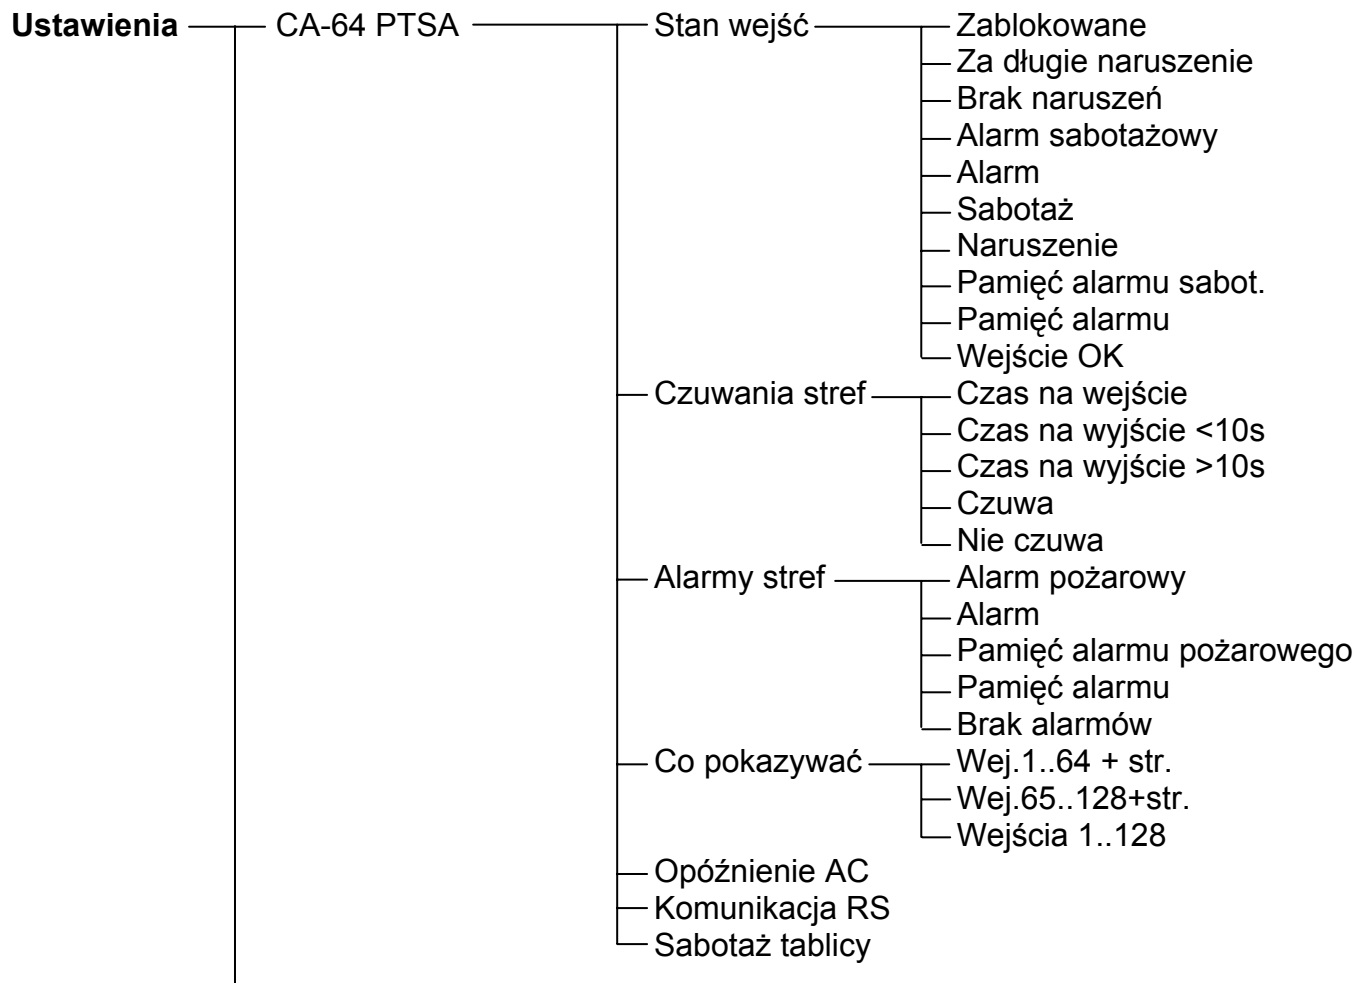 Ustawienia CA-64 PTSA Stan wejść Zablokowane
Za długie naruszenie
Brak naruszeń
Alarm sabotażowy
Alarm
Sabotaż
Naruszenie
Pamięć alarmu sabot.
Pamięć alarmu
Wejście OK
Czuwania stref Czas na wejście
Czas na wyjście <10s
Czas na wyjście >10s
Czuwa
Nie czuwa
Alarmy stref Alarm pożarowy
Alarm
Pamięć alarmu pożarowego
Pamięć alarmu
Brak alarmów
Co pokazywać Wej.1..64 + str.
Wej.65..128+str.
Wejścia 1..128
Opóźnienie AC
Komunikacja RS
Sabotaż tablicy